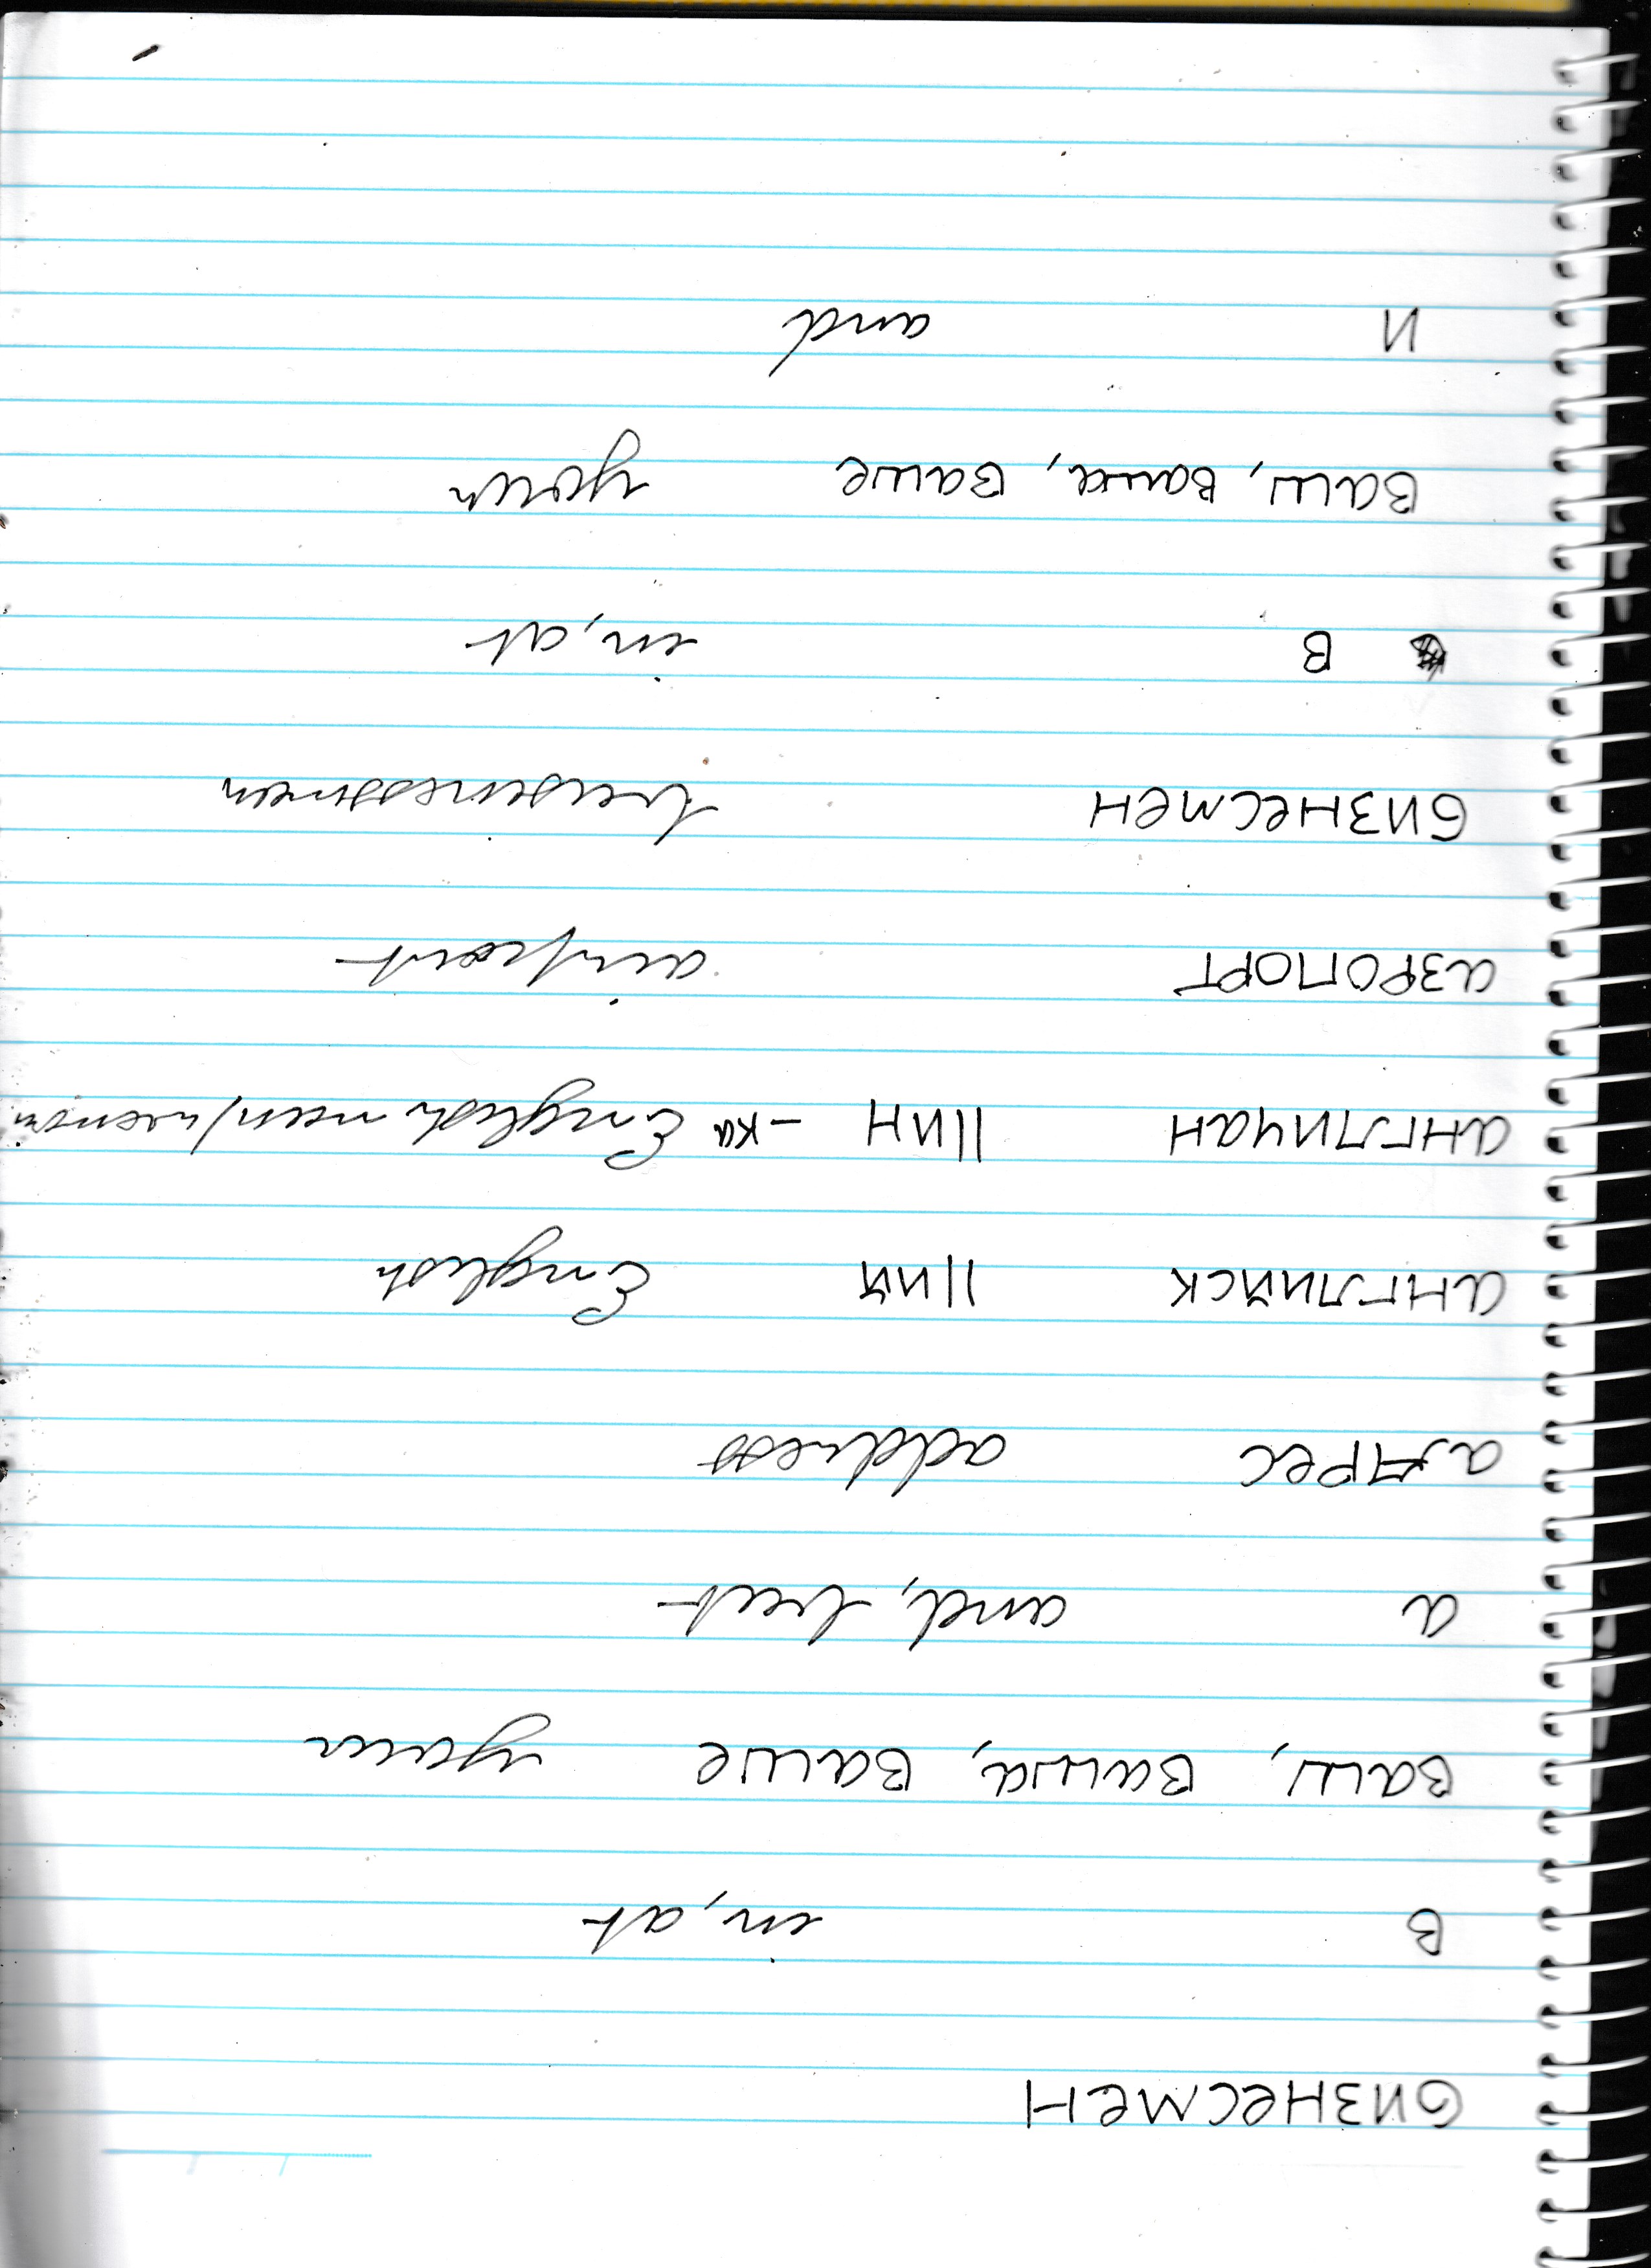 бизнесмен
в in, at
ваш, ваша, ваше your
а and, but
адрес address
английск ||ий English
англичан ||ин -ка Englishman/woman
аэропорт airport
бизнесмен businessman
в in, at
ваш, ваша, ваше your
и and